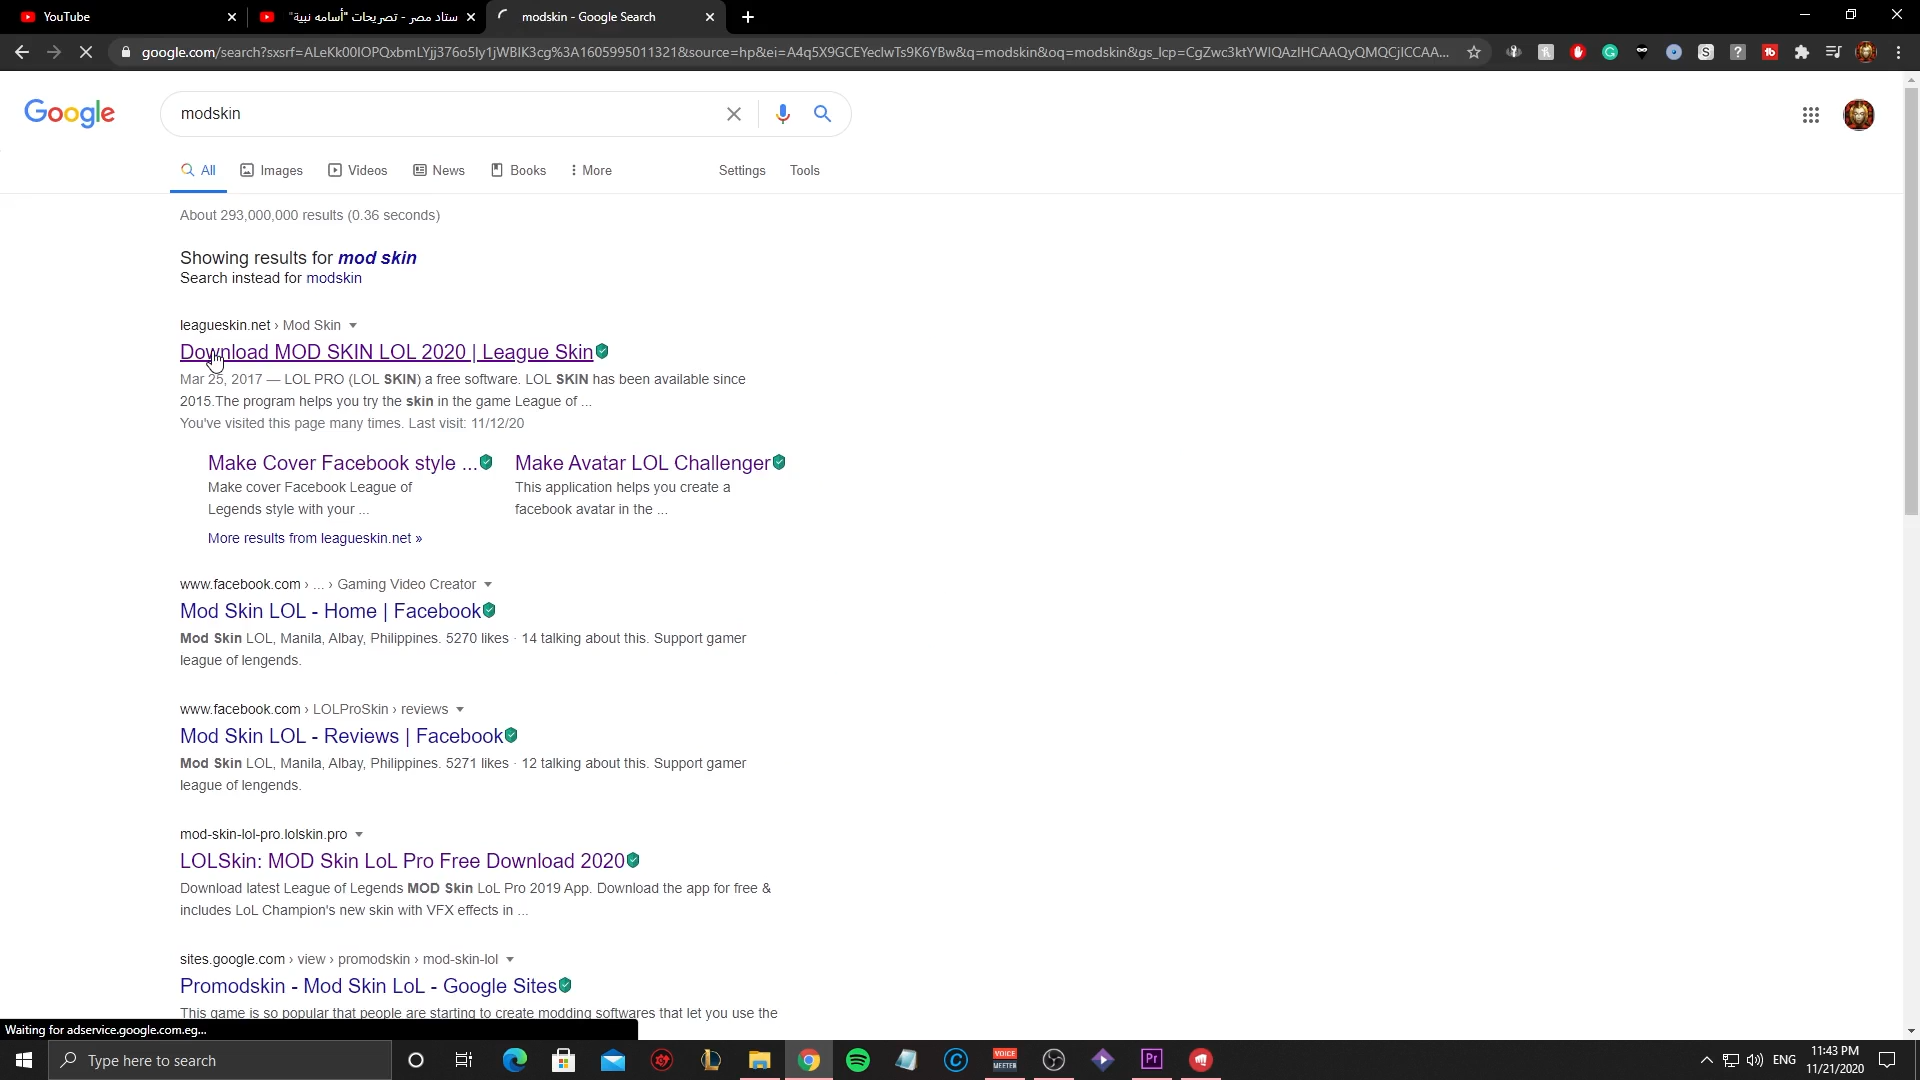 YouTube
ستاد مصر - تصريحات "أسامه نبية"
modskin - Google Search
google.com/search?sxsrf=ALeKk00IOPQxbmLYjj376o5Iy1jWBIK3cg%3A1605995011321&source=hp&ei=A4q5X9GCEYeclwTs9K6YBw&q=modskin&oq=modskin&gs_lcp=CgZwc3ktYWIQAzIHCAAQyQMQCjICCAA...
Google
modskin
All
Images
Videos
News
Books
More
Settings
Tools
About 293,000,000 results (0.36 seconds)
Showing results for mod skin
Search instead for modskin
leagueskin.net › Mod Skin
Download MOD SKIN LOL 2020 | League Skin
Mar 25, 2017 — LOL PRO (LOL SKIN) a free software. LOL SKIN has been available since
2015.The program helps you try the skin in the game League of ...
You've visited this page many times. Last visit: 11/12/20
Make Cover Facebook style ...
Make Avatar LOL Challenger
Make cover Facebook League of
Legends style with your ...
This application helps you create a
facebook avatar in the ...
More results from leagueskin.net »
www.facebook.com › ... › Gaming Video Creator
Mod Skin LOL - Home | Facebook
Mod Skin LOL, Manila, Albay, Philippines. 5270 likes · 14 talking about this. Support gamer
league of lengends.
www.facebook.com › LOLProSkin › reviews
Mod Skin LOL - Reviews | Facebook
Mod Skin LOL, Manila, Albay, Philippines. 5271 likes · 12 talking about this. Support gamer
league of lengends.
mod-skin-lol-pro.lolskin.pro
LOLSkin: MOD Skin LoL Pro Free Download 2020
Download latest League of Legends MOD Skin LoL Pro 2019 App. Download the app for free &
includes LoL Champion's new skin with VFX effects in ...
sites.google.com › view › promodskin › mod-skin-lol
Promodskin - Mod Skin LoL - Google Sites
This game is so popular that people are starting to create modding softwares that let you use the
Waiting for adservice.google.com.eg...
Type here to search
VOICE
MEETER
Pr
ENG
11:43 PM
11/21/2020